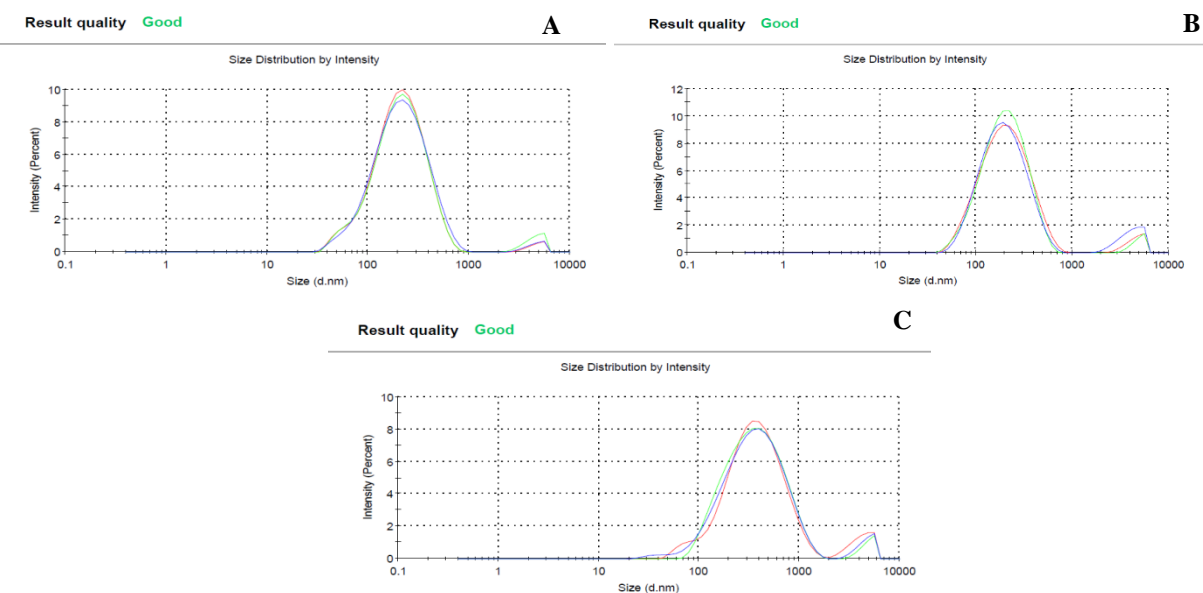 Result quality Good
A
Size Distribution by Intensity
Intensity (Percent)
10
8
6
4
2
0
0.1 1 10 100 1000 10000
Size (d.nm)
Result quality Good
B
Size Distribution by Intensity
Intensity (Percent)
12
10
8
6
4
2
0
0.1 1 10 100 1000 10000
Size (d.nm)
Result quality Good
C
Size Distribution by Intensity
Intensity (Percent)
10
8
6
4
2
0
0.1 1 10 100 1000 10000
Size (d.nm)